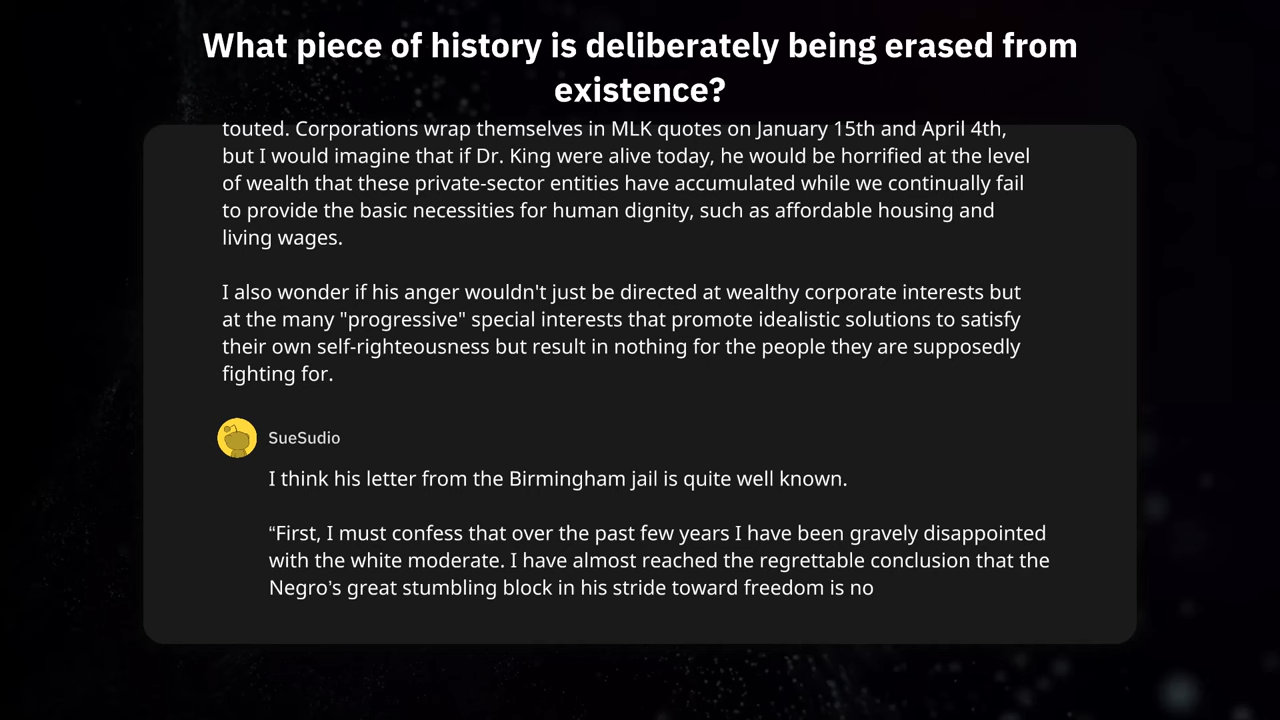 What piece of history is deliberately being erased from
existence?
touted. Corporations wrap themselves in MLK quotes on January 15th and April 4th,
but I would imagine that if Dr. King were alive today, he would be horrified at the level
of wealth that these private-sector entities have accumulated while we continually fail
to provide the basic necessities for human dignity, such as affordable housing and
living wages.
I also wonder if his anger wouldn't just be directed at wealthy corporate interests but
at the many "progressive" special interests that promote idealistic solutions to satisfy
their own self-righteousness but result in nothing for the people they are supposedly
fighting for.
SueSudio
I think his letter from the Birmingham jail is quite well known.
“First, I must confess that over the past few years I have been gravely disappointed
with the white moderate. I have almost reached the regrettable conclusion that the
Negro’s great stumbling block in his stride toward freedom is no